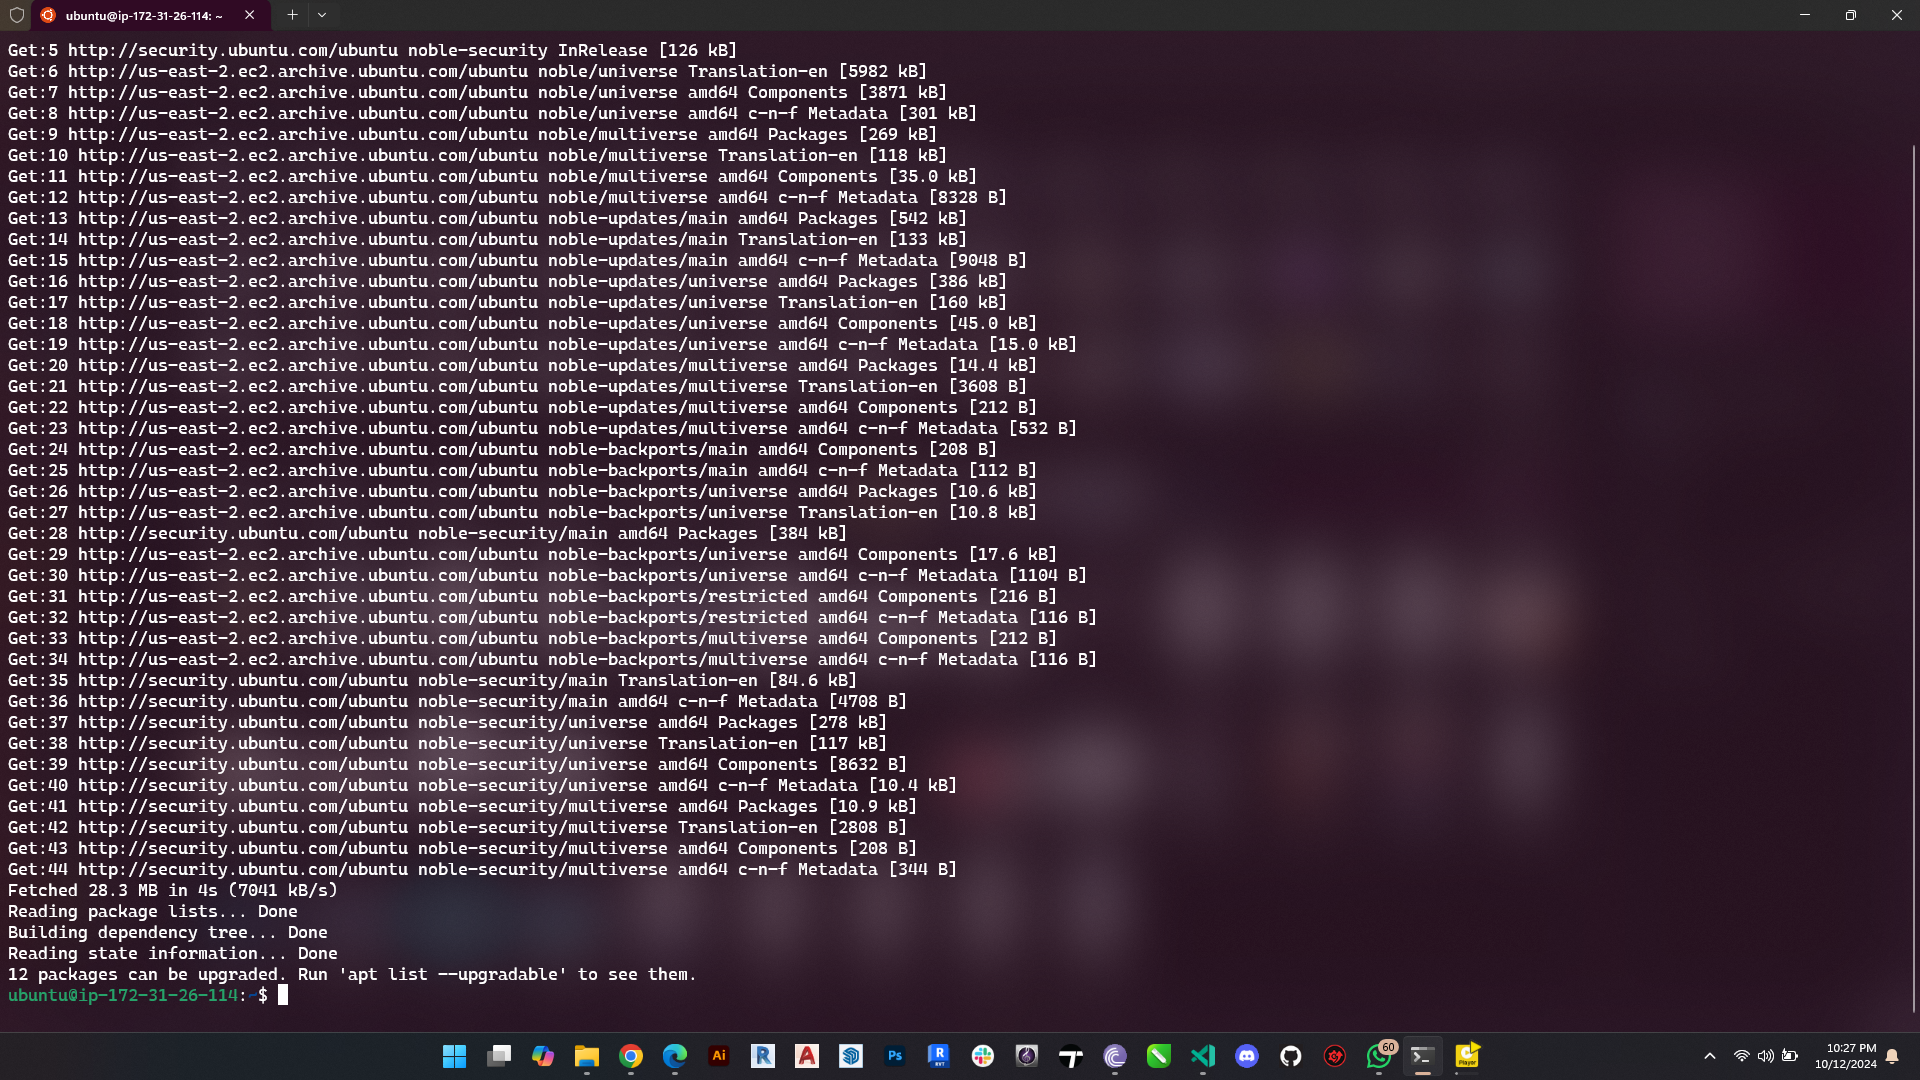 ubuntu@ip-172-31-26-114: ~
Get:5 http://security.ubuntu.com/ubuntu noble-security InRelease [126 kB]
Get:6 http://us-east-2.ec2.archive.ubuntu.com/ubuntu noble/universe Translation-en [5982 kB]
Get:7 http://us-east-2.ec2.archive.ubuntu.com/ubuntu noble/universe amd64 Components [3871 kB]
Get:8 http://us-east-2.ec2.archive.ubuntu.com/ubuntu noble/universe amd64 c-n-f Metadata [301 kB]
Get:9 http://us-east-2.ec2.archive.ubuntu.com/ubuntu noble/multiverse amd64 Packages [269 kB]
Get:10 http://us-east-2.ec2.archive.ubuntu.com/ubuntu noble/multiverse Translation-en [118 kB]
Get:11 http://us-east-2.ec2.archive.ubuntu.com/ubuntu noble/multiverse amd64 Components [35.0 kB]
Get:12 http://us-east-2.ec2.archive.ubuntu.com/ubuntu noble/multiverse amd64 c-n-f Metadata [8328 B]
Get:13 http://us-east-2.ec2.archive.ubuntu.com/ubuntu noble-updates/main amd64 Packages [542 kB]
Get:14 http://us-east-2.ec2.archive.ubuntu.com/ubuntu noble-updates/main Translation-en [133 kB]
Get:15 http://us-east-2.ec2.archive.ubuntu.com/ubuntu noble-updates/main amd64 c-n-f Metadata [9048 B]
Get:16 http://us-east-2.ec2.archive.ubuntu.com/ubuntu noble-updates/universe amd64 Packages [386 kB]
Get:17 http://us-east-2.ec2.archive.ubuntu.com/ubuntu noble-updates/universe Translation-en [160 kB]
Get:18 http://us-east-2.ec2.archive.ubuntu.com/ubuntu noble-updates/universe amd64 Components [45.0 kB]
Get:19 http://us-east-2.ec2.archive.ubuntu.com/ubuntu noble-updates/universe amd64 c-n-f Metadata [15.0 kB]
Get:20 http://us-east-2.ec2.archive.ubuntu.com/ubuntu noble-updates/multiverse amd64 Packages [14.4 kB]
Get:21 http://us-east-2.ec2.archive.ubuntu.com/ubuntu noble-updates/multiverse Translation-en [3608 B]
Get:22 http://us-east-2.ec2.archive.ubuntu.com/ubuntu noble-updates/multiverse amd64 Components [212 B]
Get:23 http://us-east-2.ec2.archive.ubuntu.com/ubuntu noble-updates/multiverse amd64 c-n-f Metadata [532 B]
Get:24 http://us-east-2.ec2.archive.ubuntu.com/ubuntu noble-backports/main amd64 Components [208 B]
Get:25 http://us-east-2.ec2.archive.ubuntu.com/ubuntu noble-backports/main amd64 c-n-f Metadata [112 B]
Get:26 http://us-east-2.ec2.archive.ubuntu.com/ubuntu noble-backports/universe amd64 Packages [10.6 kB]
Get:27 http://us-east-2.ec2.archive.ubuntu.com/ubuntu noble-backports/universe Translation-en [10.8 kB]
Get:28 http://security.ubuntu.com/ubuntu noble-security/main amd64 Packages [384 kB]
Get:29 http://us-east-2.ec2.archive.ubuntu.com/ubuntu noble-backports/universe amd64 Components [17.6 kB]
Get:30 http://us-east-2.ec2.archive.ubuntu.com/ubuntu noble-backports/universe amd64 c-n-f Metadata [1104 B]
Get:31 http://us-east-2.ec2.archive.ubuntu.com/ubuntu noble-backports/restricted amd64 Components [216 B]
Get:32 http://us-east-2.ec2.archive.ubuntu.com/ubuntu noble-backports/restricted amd64 c-n-f Metadata [116 B]
Get:33 http://us-east-2.ec2.archive.ubuntu.com/ubuntu noble-backports/multiverse amd64 Components [212 B]
Get:34 http://us-east-2.ec2.archive.ubuntu.com/ubuntu noble-backports/multiverse amd64 c-n-f Metadata [116 B]
Get:35 http://security.ubuntu.com/ubuntu noble-security/main Translation-en [84.6 kB]
Get:36 http://security.ubuntu.com/ubuntu noble-security/main amd64 c-n-f Metadata [4708 B]
Get:37 http://security.ubuntu.com/ubuntu noble-security/universe amd64 Packages [278 kB]
Get:38 http://security.ubuntu.com/ubuntu noble-security/universe Translation-en [117 kB]
Get:39 http://security.ubuntu.com/ubuntu noble-security/universe amd64 Components [8632 B]
Get:40 http://security.ubuntu.com/ubuntu noble-security/universe amd64 c-n-f Metadata [10.4 kB]
Get:41 http://security.ubuntu.com/ubuntu noble-security/multiverse amd64 Packages [10.9 kB]
Get:42 http://security.ubuntu.com/ubuntu noble-security/multiverse Translation-en [2808 B]
Get:43 http://security.ubuntu.com/ubuntu noble-security/multiverse amd64 Components [208 B]
Get:44 http://security.ubuntu.com/ubuntu noble-security/multiverse amd64 c-n-f Metadata [344 B]
Fetched 28.3 MB in 4s (7041 kB/s)
Reading package lists... Done
Building dependency tree... Done
Reading state information... Done
12 packages can be upgraded. Run 'apt list --upgradable' to see them.
ubuntu@ip-172-31-26-114:~$
Ai
R
A
Ps
R
RVT
60
Player
10:27 PM
10/12/2024